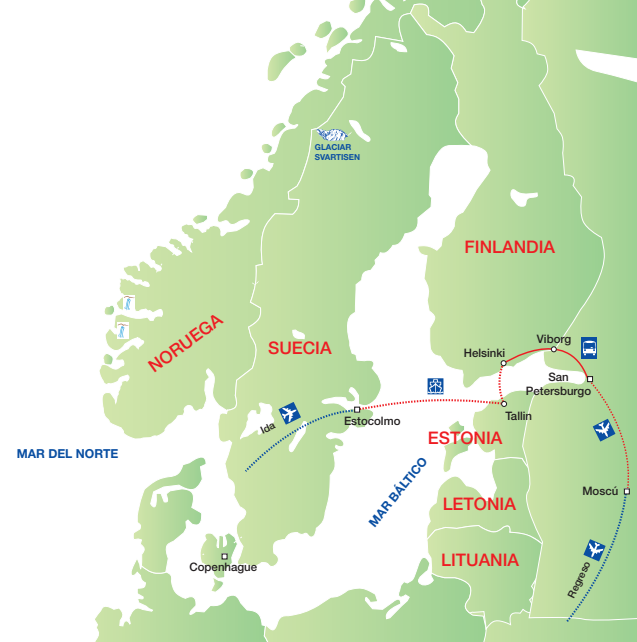 GLACIAR
SVARTISEN
FINLANDIA
NORUEGA
SUECIA
Viborg
Helsinki
San
Petersburgo
Ida
Estocolmo
Tallin
ESTONIA
MAR DEL NORTE
MAR BÁLTICO
Moscú
LETONIA
LITUANIA
Copenhague
Regreso